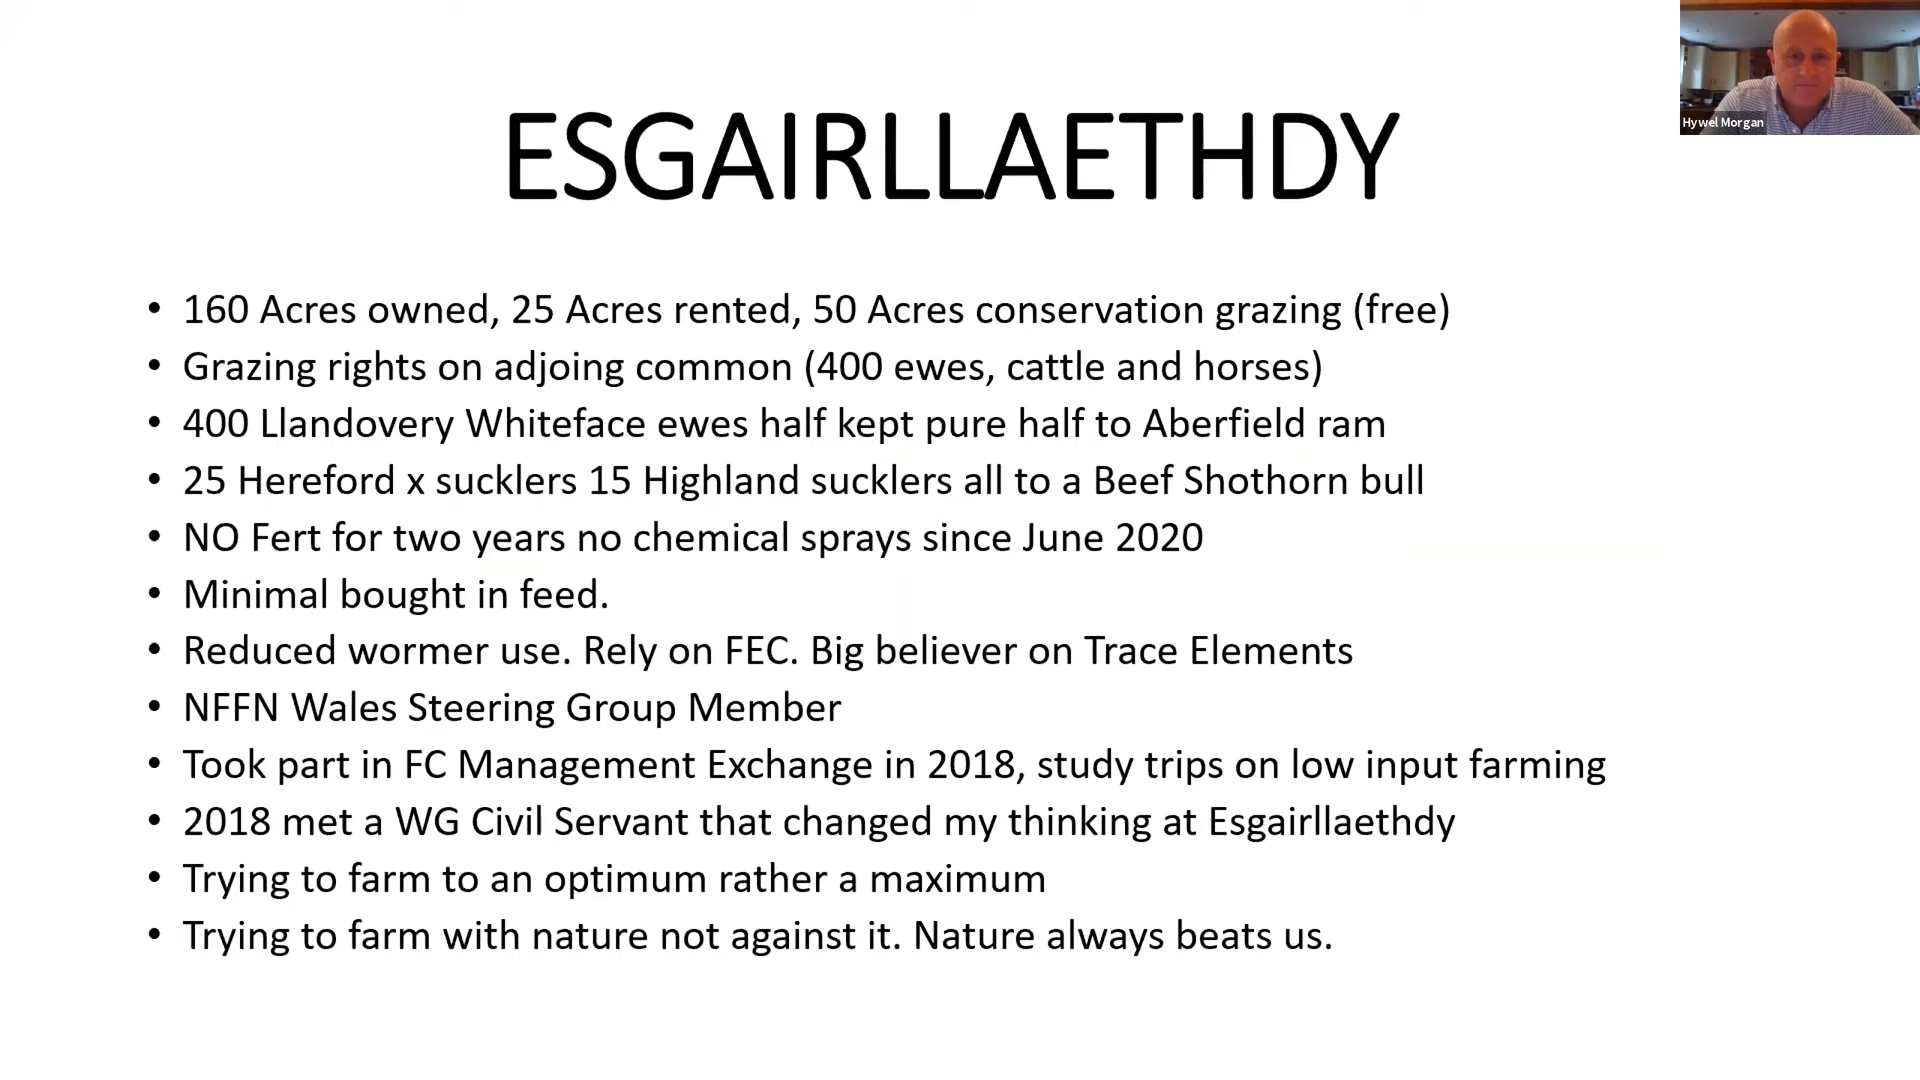 Hywel Morgan
ESGAIRLLAETHDY
• 160 Acres owned, 25 Acres rented, 50 Acres conservation grazing (free)
• Grazing rights on adjoing common (400 ewes, cattle and horses)
• 400 Llandovery Whiteface ewes half kept pure half to Aberfield ram
• 25 Hereford x sucklers 15 Highland sucklers all to a Beef Shothorn bull
• NO Fert for two years no chemical sprays since June 2020
• Minimal bought in feed.
• Reduced wormer use. Rely on FEC. Big believer on Trace Elements
• NFFN Wales Steering Group Member
• Took part in FC Management Exchange in 2018, study trips on low input farming
• 2018 met a WG Civil Servant that changed my thinking at Esgairllaethdy
• Trying to farm to an optimum rather a maximum
• Trying to farm with nature not against it. Nature always beats us.